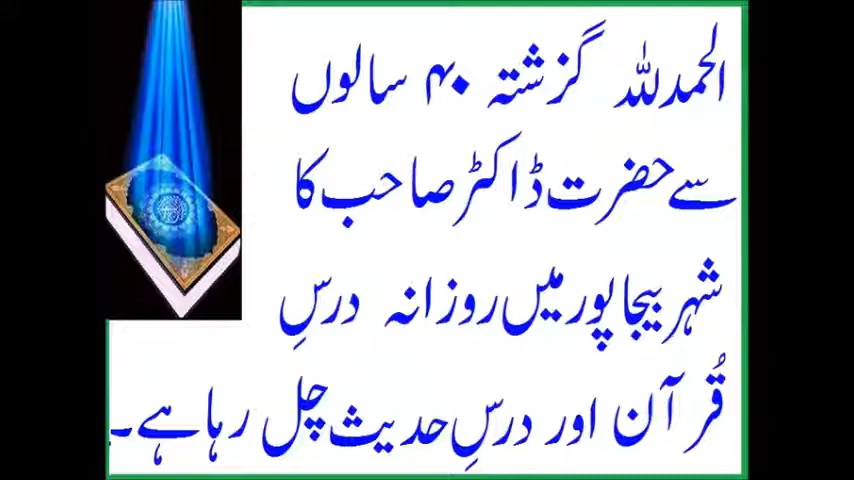 الحمدللہ گزشتہ ۴۰ سالوں
سے حضرت ڈاکٹر صاحب کا
شہر بیجاپور میں روزانہ درسِ
قُرآن اور درسِ حدیث چل رہا ہے۔